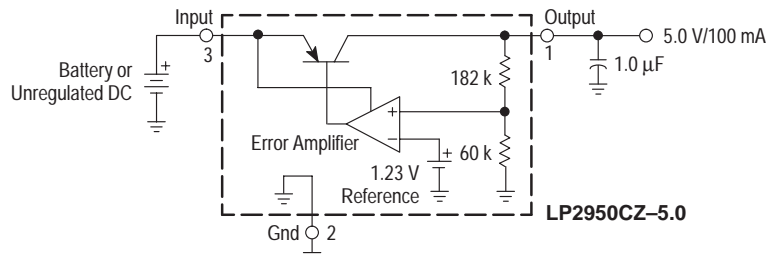 Input
3
Output
1
5.0 V/100 mA
1.0 µF
Battery or
Unregulated DC
+
182 k
Error Amplifier
+
–
+
60 k
1.23 V
Reference
LP2950CZ–5.0
Gnd
2